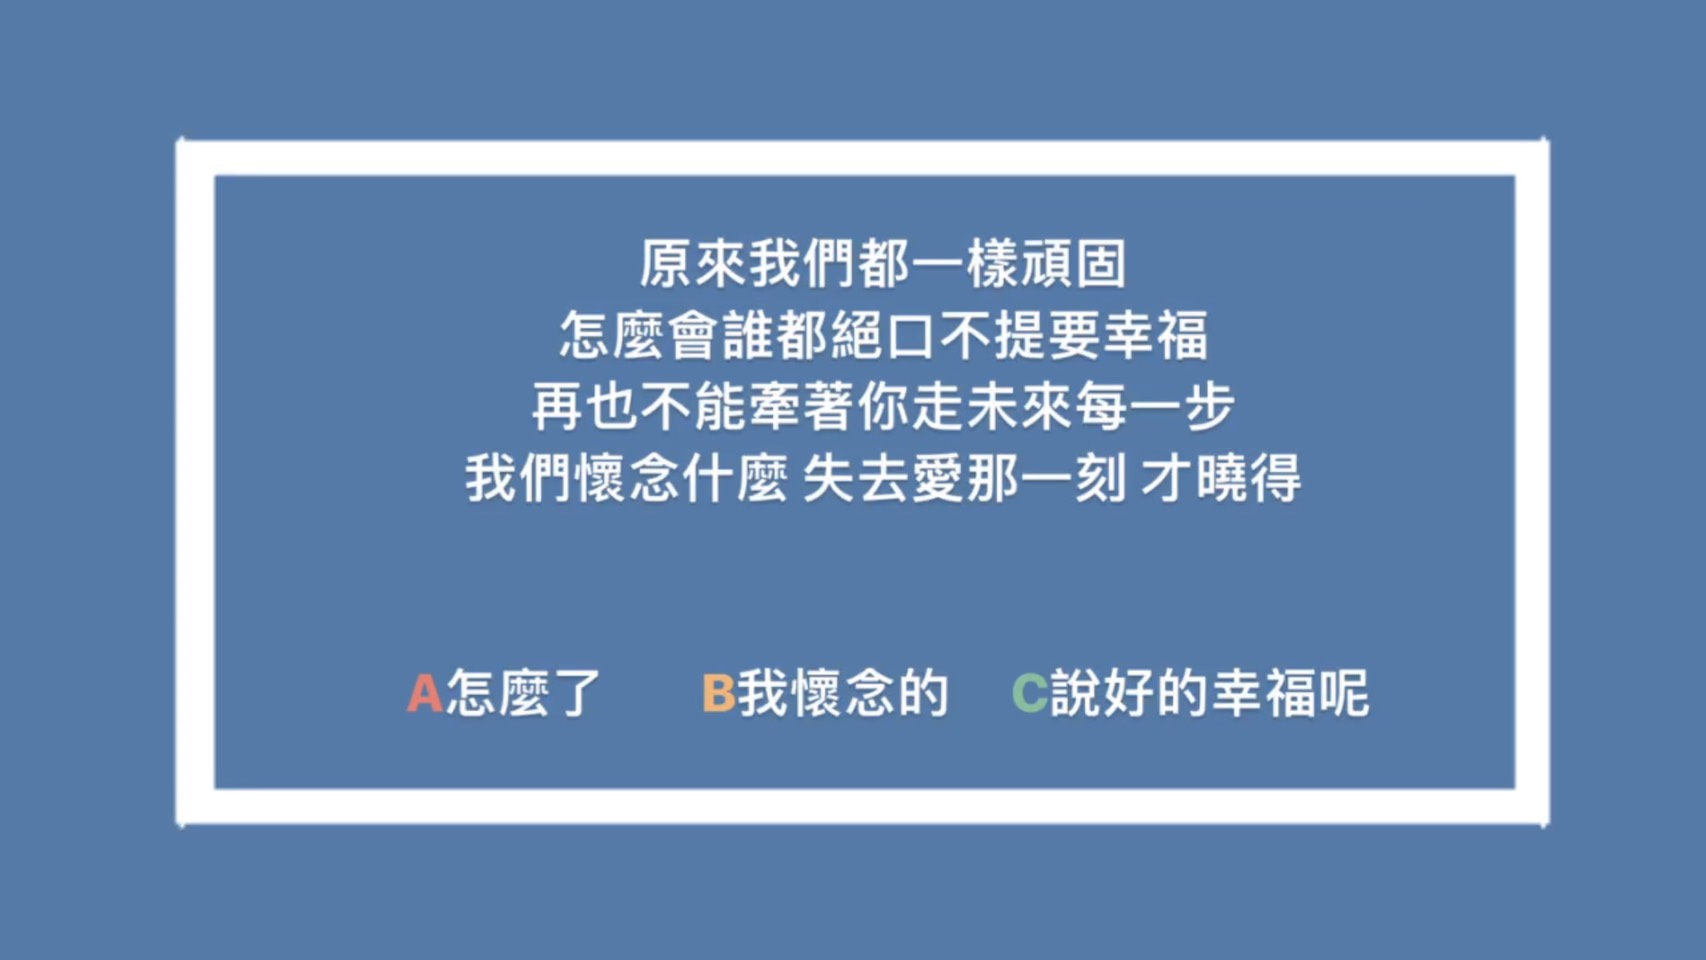 原來我們都一樣頑固
怎麼會誰都絕口不提要幸福
再也不能牽著你走未來每一步
我們懷念什麼 失去愛那一刻 才曉得
A怎麼了 B我懷念的 C說好的幸福呢